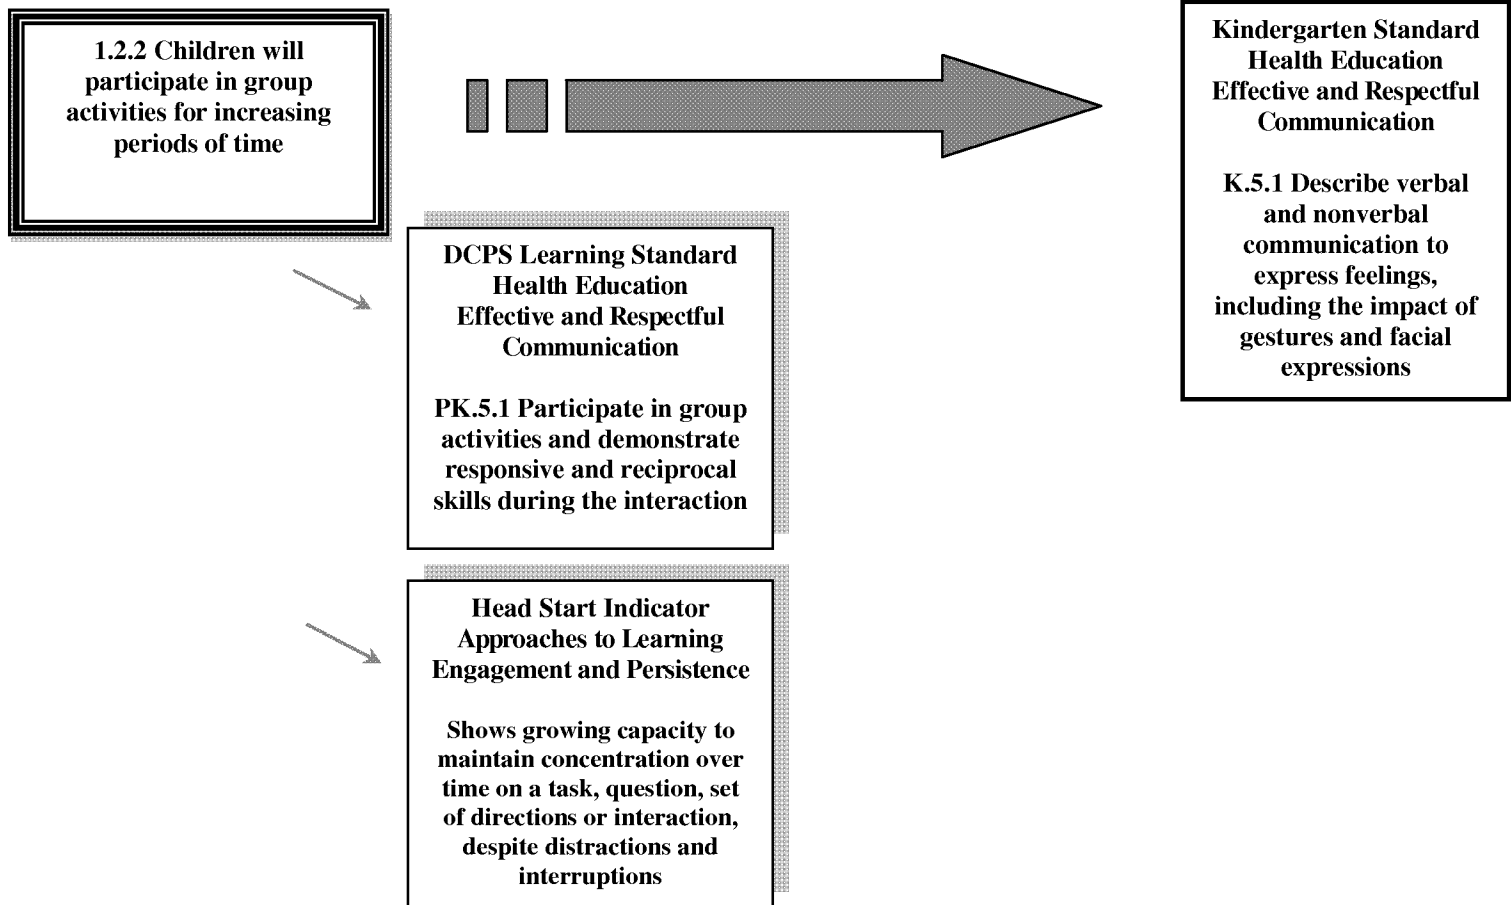 1.2.2 Children will
participate in group
activities for increasing
periods of time
Kindergarten Standard
Health Education
Effective and Respectful
Communication
K.5.1 Describe verbal
and nonverbal
communication to
express feelings,
including the impact of
gestures and facial
expressions
DCPS Learning Standard
Health Education
Effective and Respectful
Communication
PK.5.1 Participate in group
activities and demonstrate
responsive and reciprocal
skills during the interaction
Head Start Indicator
Approaches to Learning
Engagement and Persistence
Shows growing capacity to
maintain concentration over
time on a task, question, set
of directions or interaction,
despite distractions and
interruptions